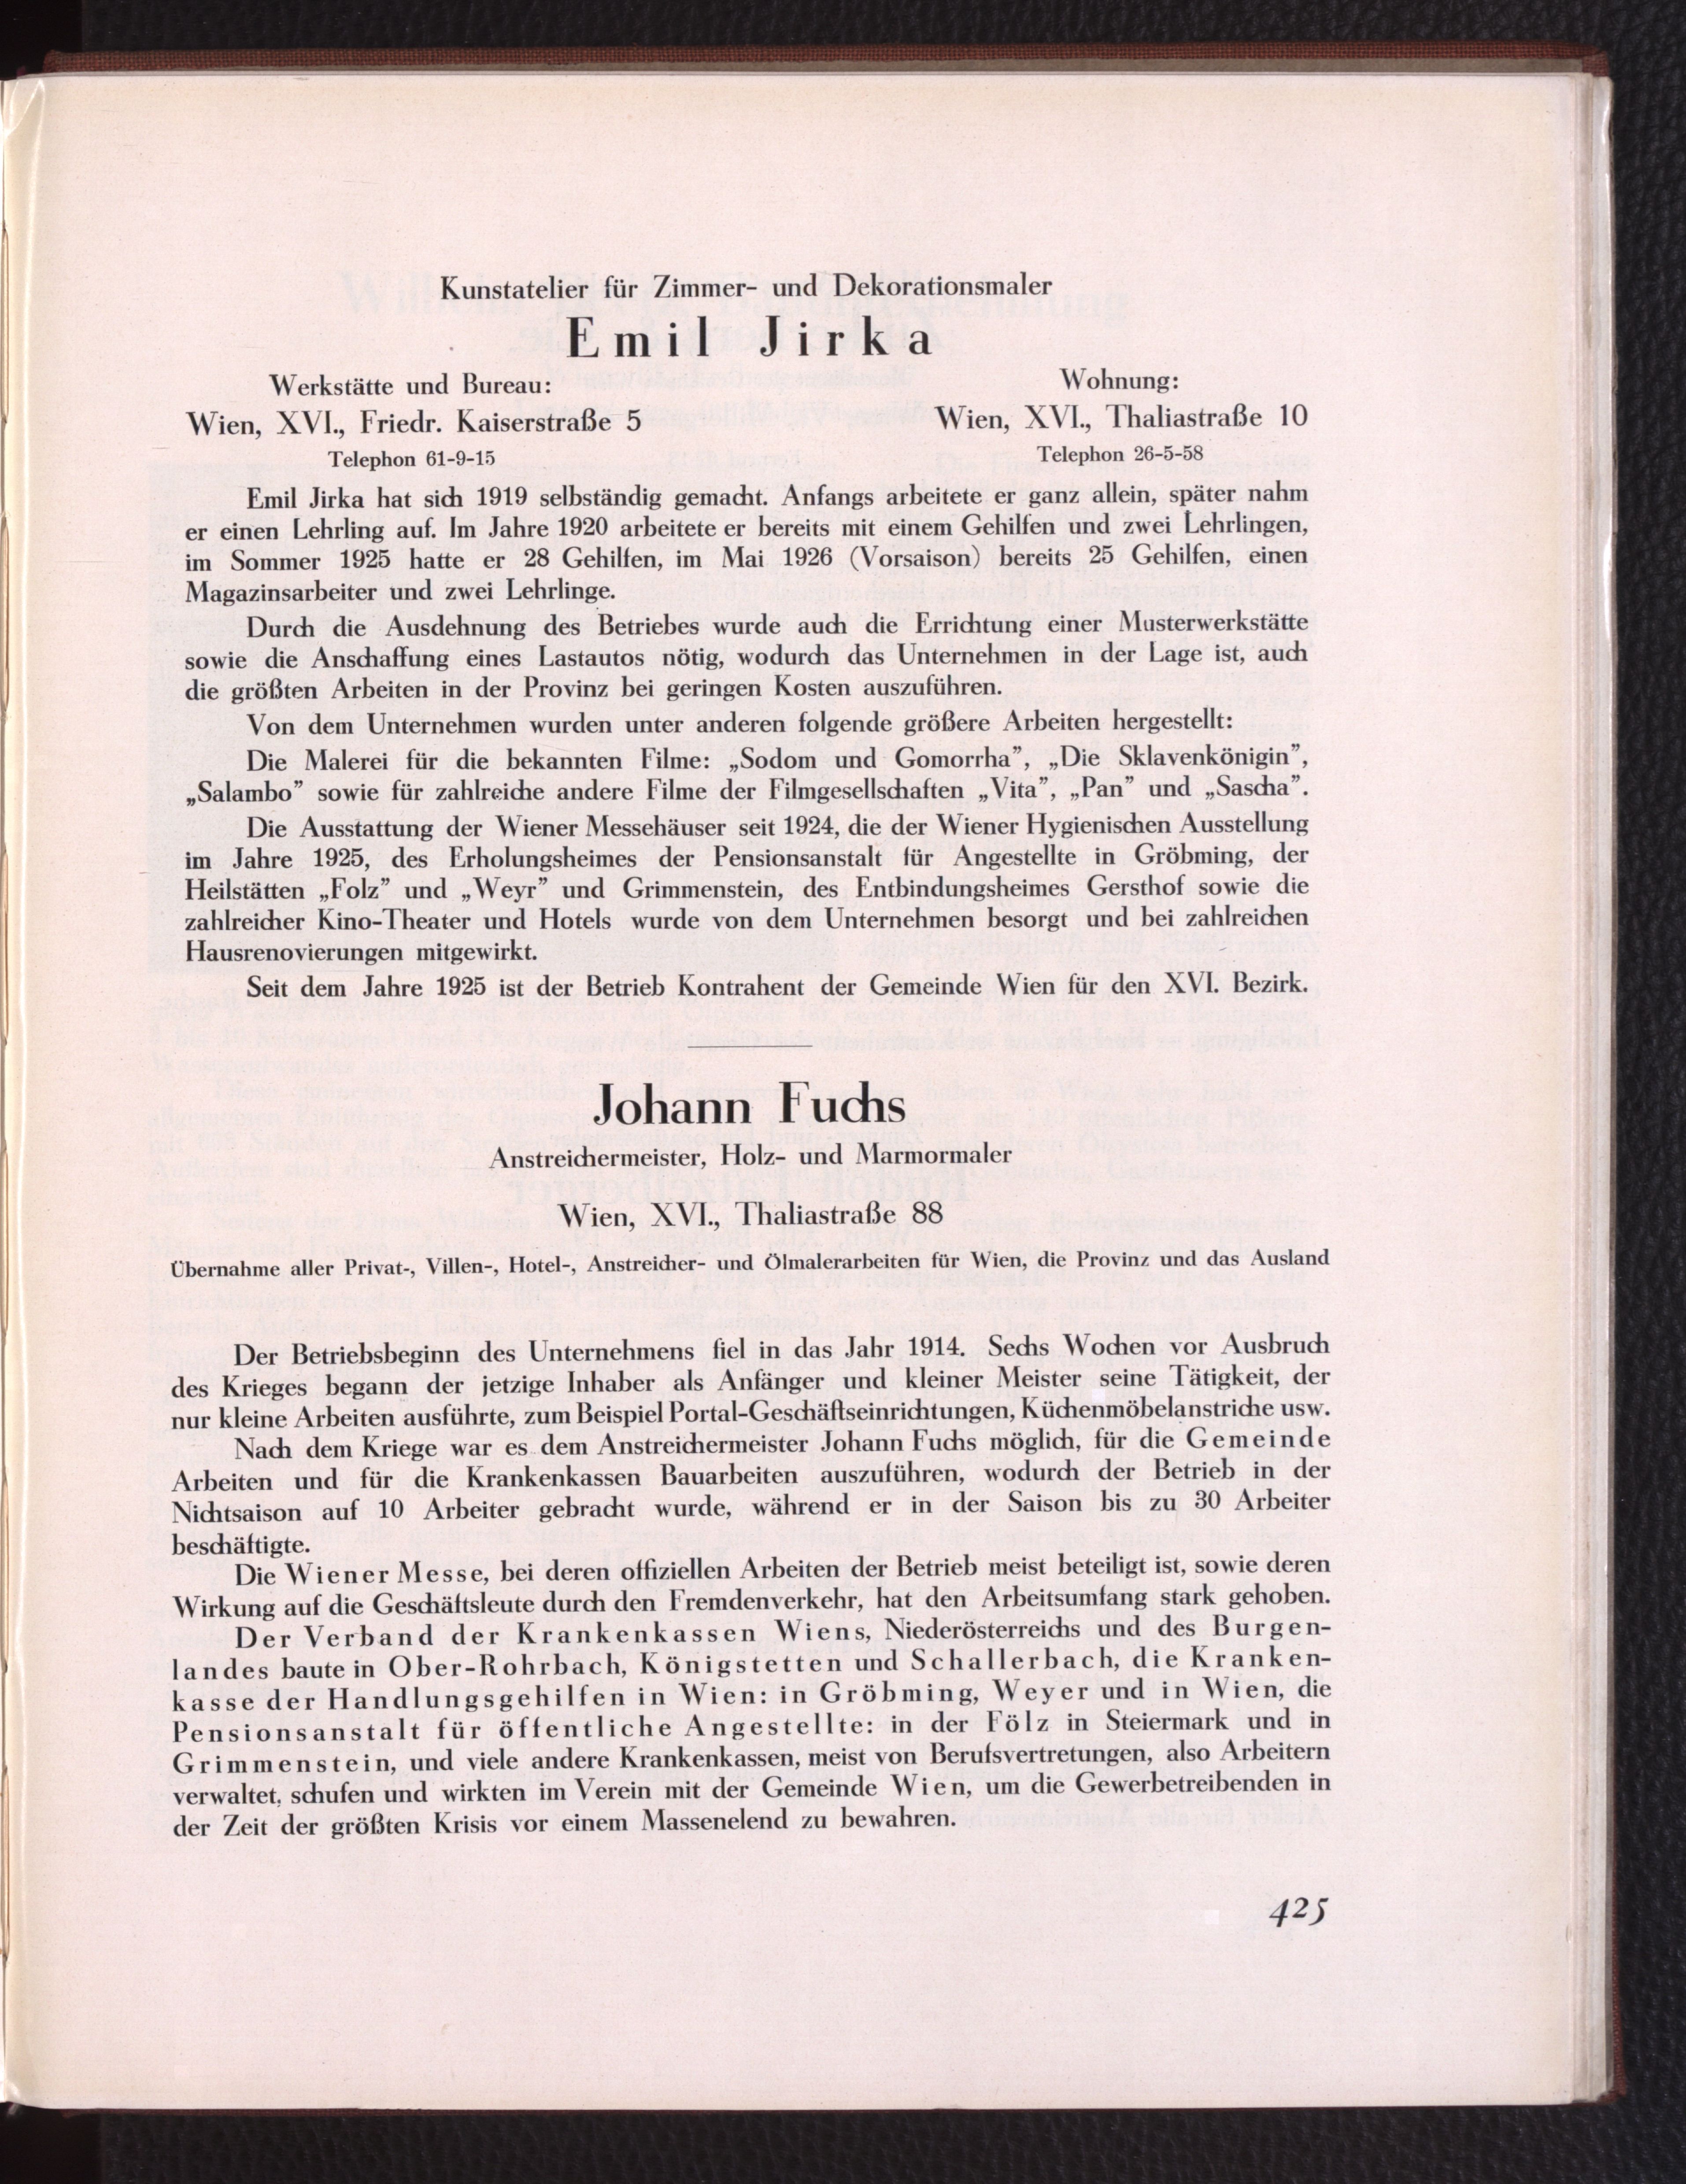 Kunstatelier für Zimmer- und Dekorationsmaler
Emil Jirka
Werkstätte und Bureau:
Wien, XVI., Friedr. Kaiserstraße 5
Telephon 61-9-15
Wohnung:
Wien, XVI., Thaliastraße 10
Telephon 26-5-58
Emil Jirka hat sich 1919 selbständig gemacht. Anfangs arbeitete er ganz allein, später nahm
er einen Lehrling auf. Im Jahre 1920 arbeitete er bereits mit einem Gehilfen und zwei Lehrlingen,
im Sommer 1925 hatte er 28 Gehilfen, im Mai 1926 (Vorsaison) bereits 25 Gehilfen, einen
Magazinsarbeiter und zwei Lehrlinge.
Durch die Ausdehnung des Betriebes wurde auch die Errichtung einer Musterwerkstätte
sowie die Anschaffung eines Lastautos nötig, wodurch das Unternehmen in der Lage ist, auch
die größten Arbeiten in der Provinz bei geringen Kosten auszuführen.
Von dem Unternehmen wurden unter anderen folgende größere Arbeiten hergestellt:
Die Malerei für die bekannten Filme: „Sodom und Gomorrha”, „Die Sklavenkönigin”,
„Salambo” sowie für zahlreiche andere Filme der Filmgesellschaften „Vita”, „Pan” und „Sascha”.
Die Ausstattung der Wiener Messehäuser seit 1924, die der Wiener Hygienischen Ausstellung
im Jahre 1925, des Erholungsheimes der Pensionsanstalt für Angestellte in Gröbming, der
Heilstätten „Folz” und „Weyr” und Grimmenstein, des Entbindungsheimes Gersthof sowie die
zahlreicher Kino-Theater und Hotels wurde von dem Unternehmen besorgt und bei zahlreichen
Hausrenovierungen mitgewirkt.
Seit dem Jahre 1925 ist der Betrieb Kontrahent der Gemeinde Wien für den XVI. Bezirk.
Johann Fuchs
Anstreichermeister, Holz- und Marmormaler
Wien, XVI., Thaliastraße 88
Übernahme aller Privat-, Villen-, Hotel-, Anstreicher- und Ölmalerarbeiten für Wien, die Provinz und das Ausland
Der Betriebsbeginn des Unternehmens fiel in das Jahr 1914. Sechs Wochen vor Ausbruch
des Krieges begann der jetzige Inhaber als Anfänger und kleiner Meister seine Tätigkeit, der
nur kleine Arbeiten ausführte, zum Beispiel Portal-Geschäftseinrichtungen, Küchenmöbelanstriche usw.
Nach dem Kriege war es dem Anstreichermeister Johann Fuchs möglich, für die Gemeinde
Arbeiten und für die Krankenkassen Bauarbeiten auszuführen, wodurch der Betrieb in der
Nichtsaison auf 10 Arbeiter gebracht wurde, während er in der Saison bis zu 30 Arbeiter
beschäftigte.
Die Wiener Messe, bei deren offiziellen Arbeiten der Betrieb meist beteiligt ist, sowie deren
Wirkung auf die Geschäftsleute durch den Fremdenverkehr, hat den Arbeitsumfang stark gehoben.
Der Verband der Krankenkassen Wiens, Niederösterreichs und des Burgen-
landes baute in Ober-Rohrbach, Königstetten und Schallerbach, die Kranken-
kasse der Handlungsgehilfen in Wien: in Gröbming, Weyer und in Wien, die
Pensionsanstalt für öffentliche Angestellte: in der Fölz in Steiermark und in
Grimmenstein, und viele andere Krankenkassen, meist von Berufsvertretungen, also Arbeitern
verwaltet, schufen und wirkten im Verein mit der Gemeinde Wien, um die Gewerbetreibenden in
der Zeit der größten Krisis vor einem Massenelend zu bewahren.
425